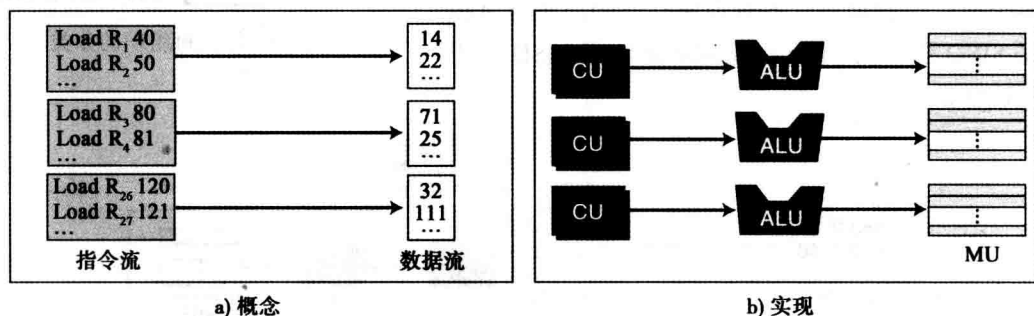 Load R₁ 40
Load R₂ 50
...
14
22
...
Load R₃ 80
Load R₄ 81
...
71
25
...
Load R₂₆ 120
Load R₂₇ 121
...
32
111
...
指令流
数据流
a) 概念
CU
ALU
CU
ALU
CU
ALU
MU
b) 实现